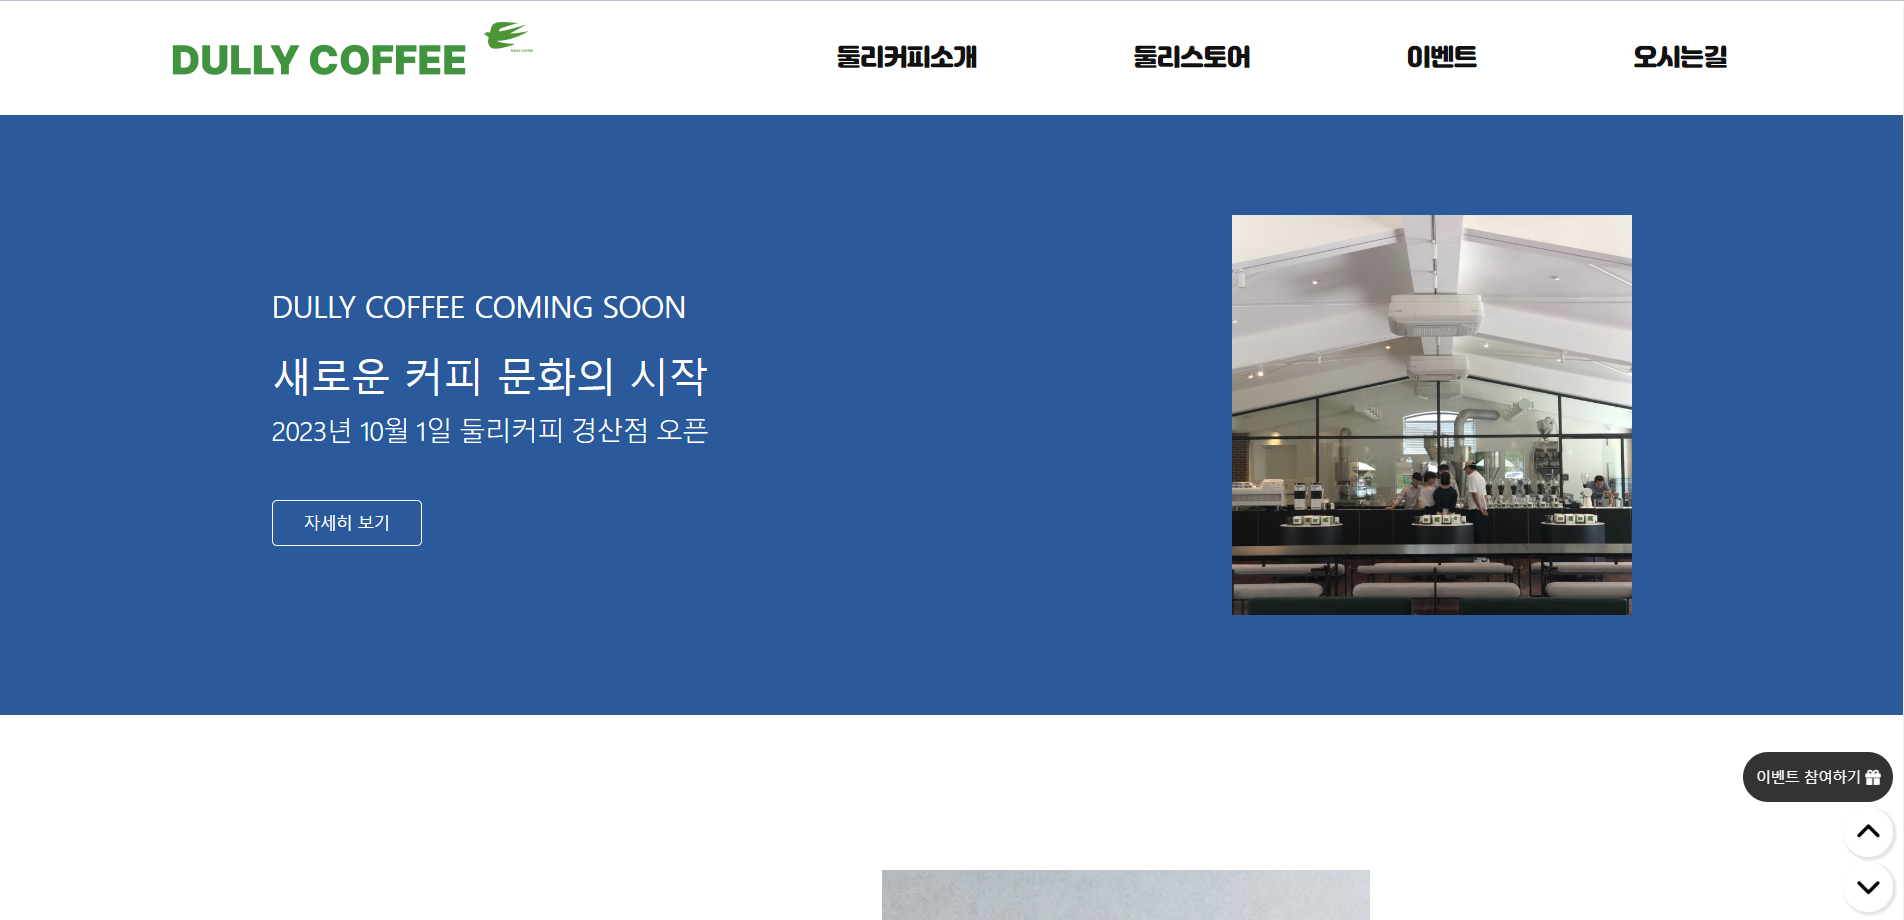 DULLY COFFEE
DULLY COFFEE
둘리커피소개
둘리스토어
이벤트
오시는길
DULLY COFFEE COMING SOON
새로운 커피 문화의 시작
2023년 10월 1일 둘리커피 경산점 오픈
자세히 보기
이벤트 참여하기